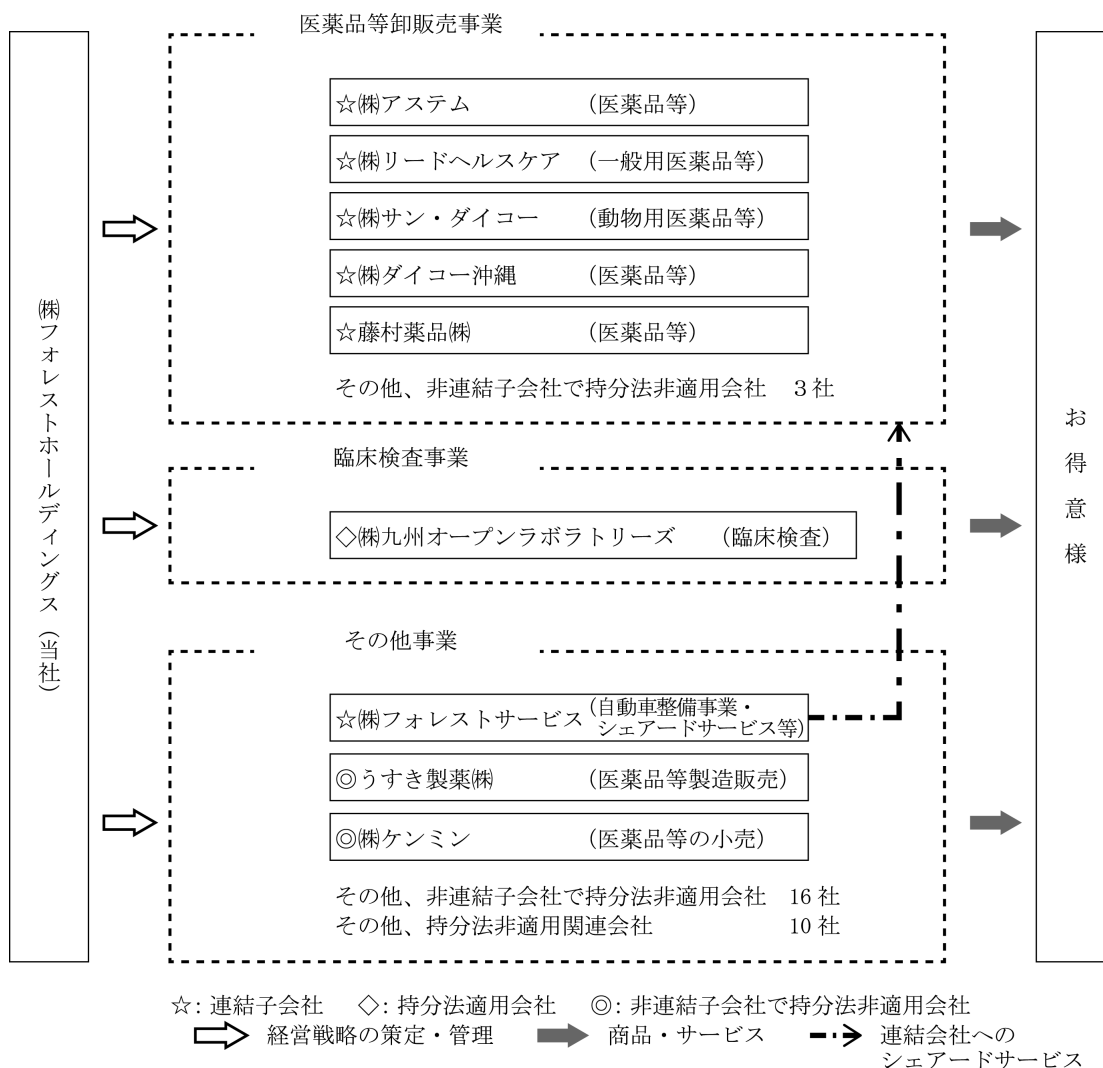 医薬品等卸販売事業
☆㈱アステム (医薬品等)
☆㈱リードヘルスケア (一般用医薬品等)
☆㈱サン・ダイコー (動物用医薬品等)
☆㈱ダイコー沖縄 (医薬品等)
☆藤村薬品㈱ (医薬品等)
その他、非連結子会社で持分法非適用会社 3社
㈱フォレストホールディングス(当社)
お得意様
臨床検査事業
◇㈱九州オープンラボラトリーズ (臨床検査)
その他事業
☆㈱フォレストサービス (自動車整備事業・
シェアードサービス等)
◎うすき製薬㈱ (医薬品等製造販売)
◎㈱ケンミン (医薬品等の小売)
その他、非連結子会社で持分法非適用会社 16社
その他、持分法非適用関連会社 10社
☆: 連結子会社 ◇: 持分法適用会社 ◎: 非連結子会社で持分法非適用会社
経営戦略の策定・管理 商品・サービス 連結会社への
シェアードサービス